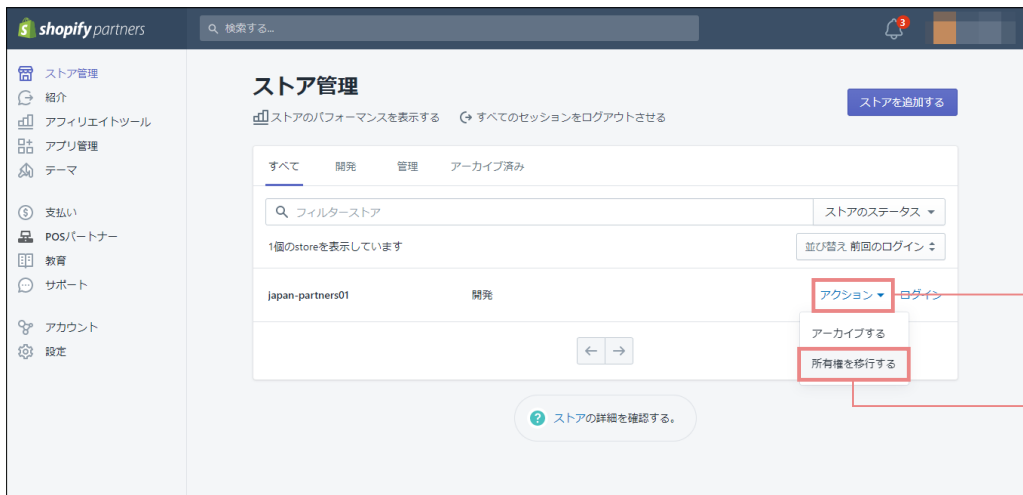 shopify partners
検索する...
3
ストア管理
紹介
アフィリエイトツール
アプリ管理
テーマ
支払い
POSパートナー
教育
サポート
アカウント
設定
ストア管理
ストアを追加する
ストアのパフォーマンスを表示する すべてのセッションをログアウトさせる
すべて 開発 管理 アーカイブ済み
フィルターストア ストアのステータス
1個のstoreを表示しています 並び替え 前回のログイン
japan-partners01 開発 アクション ログイン
アーカイブする
所有権を移行する
ストアの詳細を確認する。